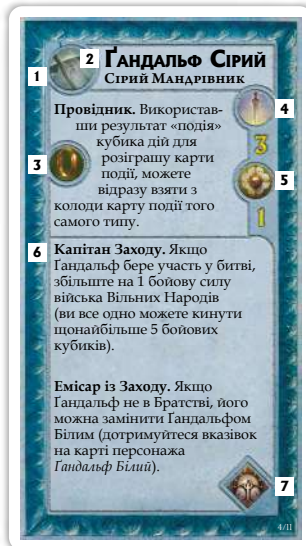 2 Ґандальф Сірий
1 Сірий Мандрівник
Провідник. Використав-
ши результат «подія»
кубика дій для
розіграшу карти
події, можете
відразу взяти з
колоди карту події того
самого типу.
4
3
3
5
1
6 Капітан Заходу. Якщо
Ґандальф бере участь у битві,
збільште на 1 бойову силу
війська Вільних Народів
(ви все одно можете кинути
щонайбільше 5 бойових
кубиків).
Емісар із Заходу. Якщо
Ґандальф не в Братстві, його
можна замінити Ґандальфом
Білим (дотримуйтеся вказівок
на карті персонажа
Ґандальф Білий).
7
4/II